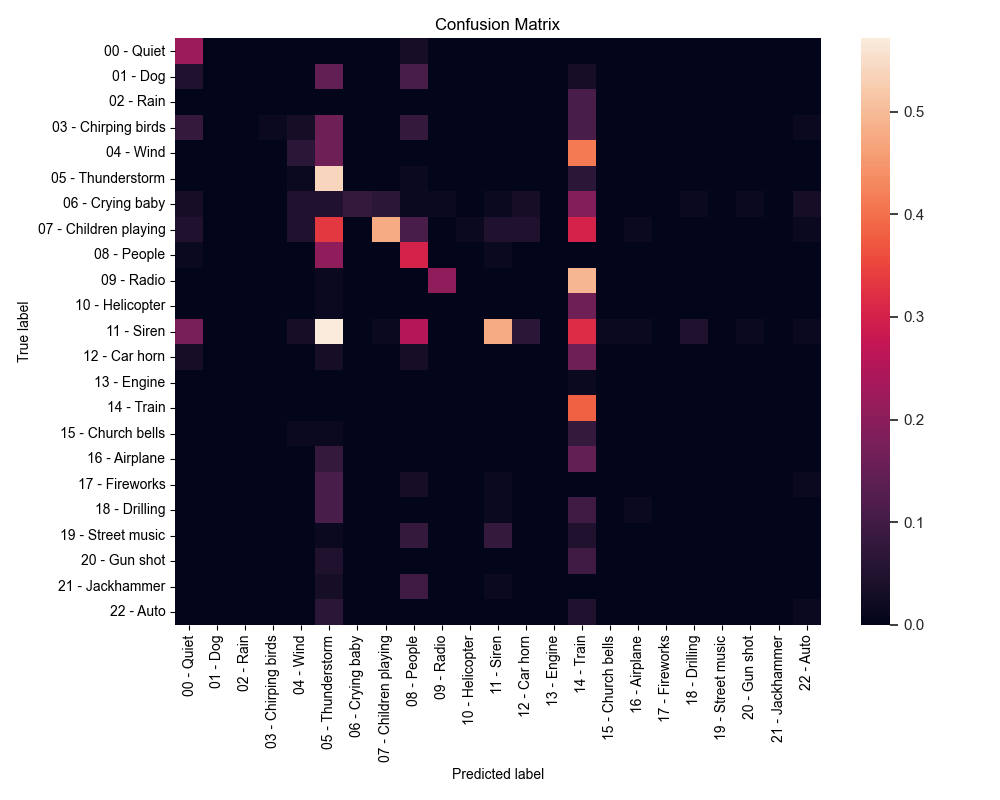 Confusion Matrix
00 - Quiet
01 - Dog
02 - Rain
03 - Chirping birds
04 - Wind
05 - Thunderstorm
06 - Crying baby
07 - Children playing
08 - People
09 - Radio
10 - Helicopter
11 - Siren
12 - Car horn
13 - Engine
14 - Train
15 - Church bells
16 - Airplane
17 - Fireworks
18 - Drilling
19 - Street music
20 - Gun shot
21 - Jackhammer
22 - Auto
True label
00 - Quiet
01 - Dog
02 - Rain
03 - Chirping birds
04 - Wind
05 - Thunderstorm
06 - Crying baby
07 - Children playing
08 - People
09 - Radio
10 - Helicopter
11 - Siren
12 - Car horn
13 - Engine
14 - Train
15 - Church bells
16 - Airplane
17 - Fireworks
18 - Drilling
19 - Street music
20 - Gun shot
21 - Jackhammer
22 - Auto
Predicted label
0.5
0.4
0.3
0.2
0.1
0.0